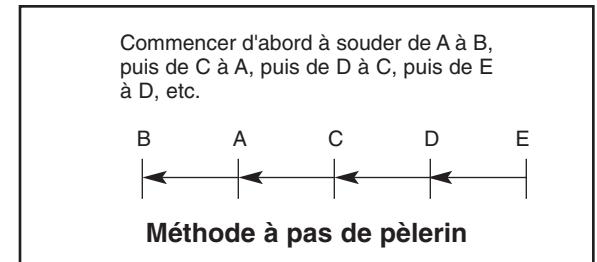 Commencer d'abord à souder de A à B,
puis de C à A, puis de D à C, puis de E
à D, etc.
B A C D E
Méthode à pas de pèlerin